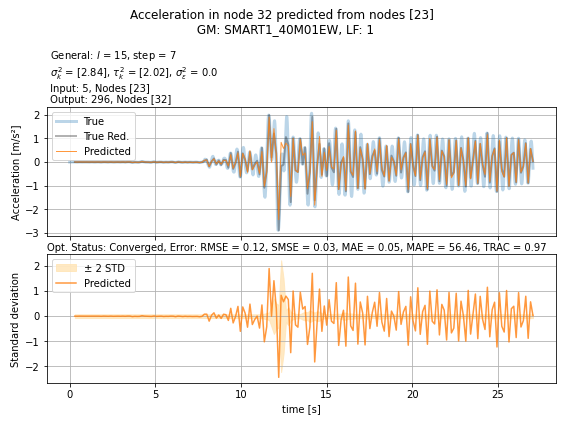 Acceleration in node 32 predicted from nodes [23]
GM: SMART1_40M01EW, LF: 1
General: l = 15, step = 7
σ²ₖ = [2.84], τ²ₖ = [2.02], σ²ε = 0.0
Input: 5, Nodes [23]
Output: 296, Nodes [32]
True
True Red.
Predicted
Acceleration [m/s²]
2
1
0
−1
−2
−3
Opt. Status: Converged, Error: RMSE = 0.12, SMSE = 0.03, MAE = 0.05, MAPE = 56.46, TRAC = 0.97
± 2 STD
Predicted
Standard deviation
2
1
0
−1
−2
0 5 10 15 20 25
time [s]